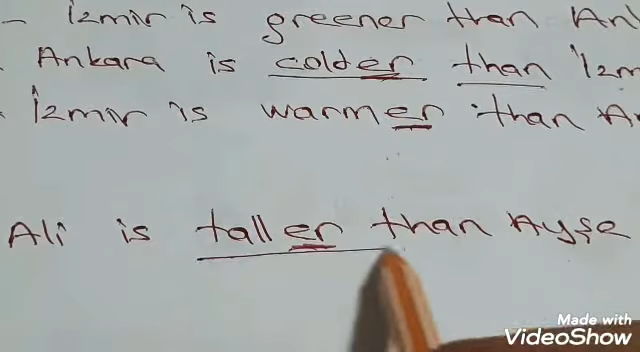 - İzmir is greener than
Ankara is colder than
İzmir is warmer than
Ali is taller than Ayşe
Made with
VideoShow